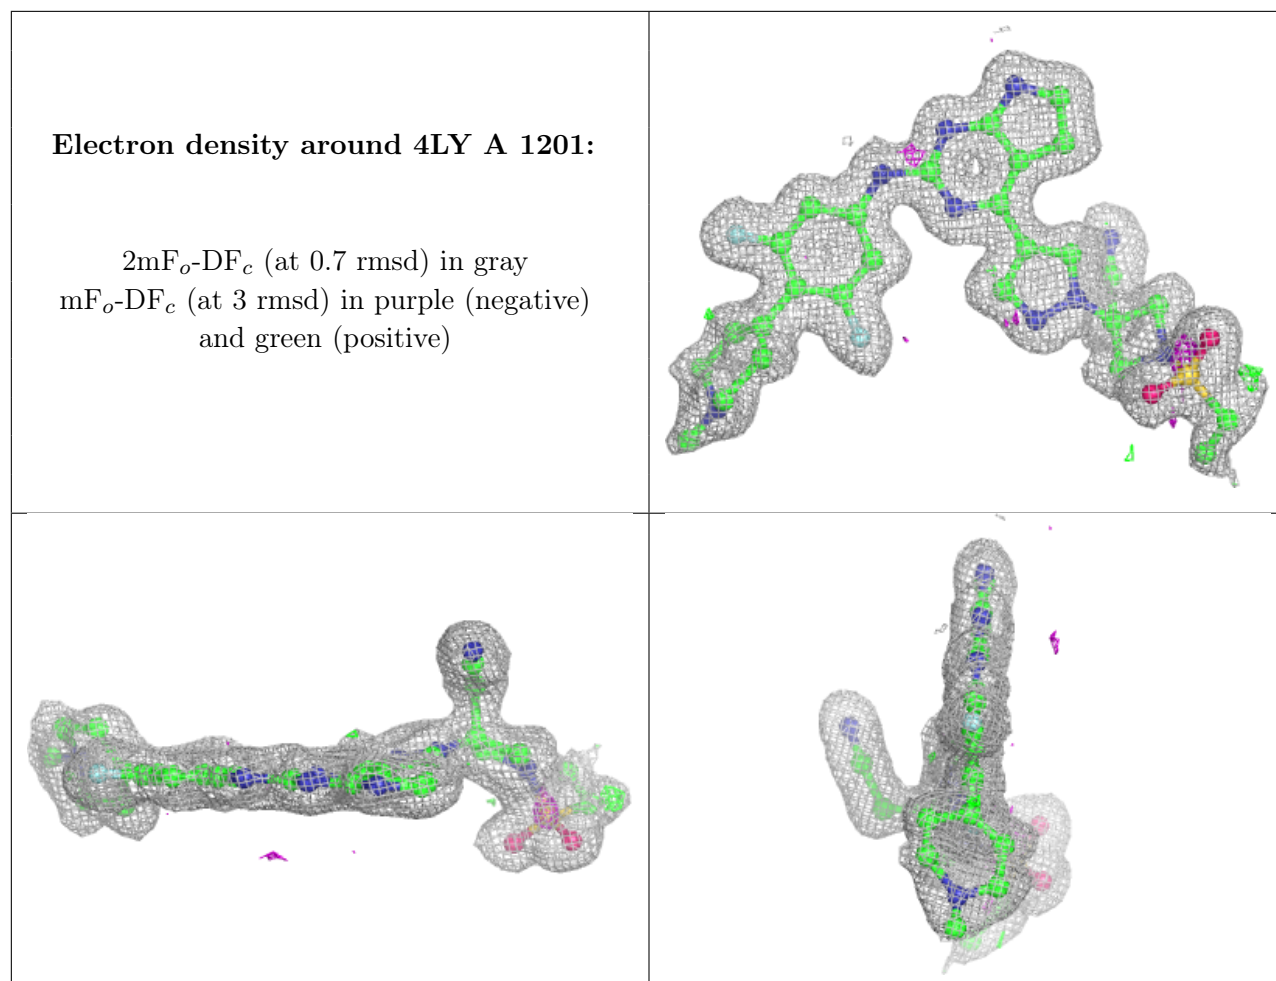 Electron density around 4LY A 1201:
2mFo-DFc (at 0.7 rmsd) in gray
mFo-DFc (at 3 rmsd) in purple (negative)
and green (positive)